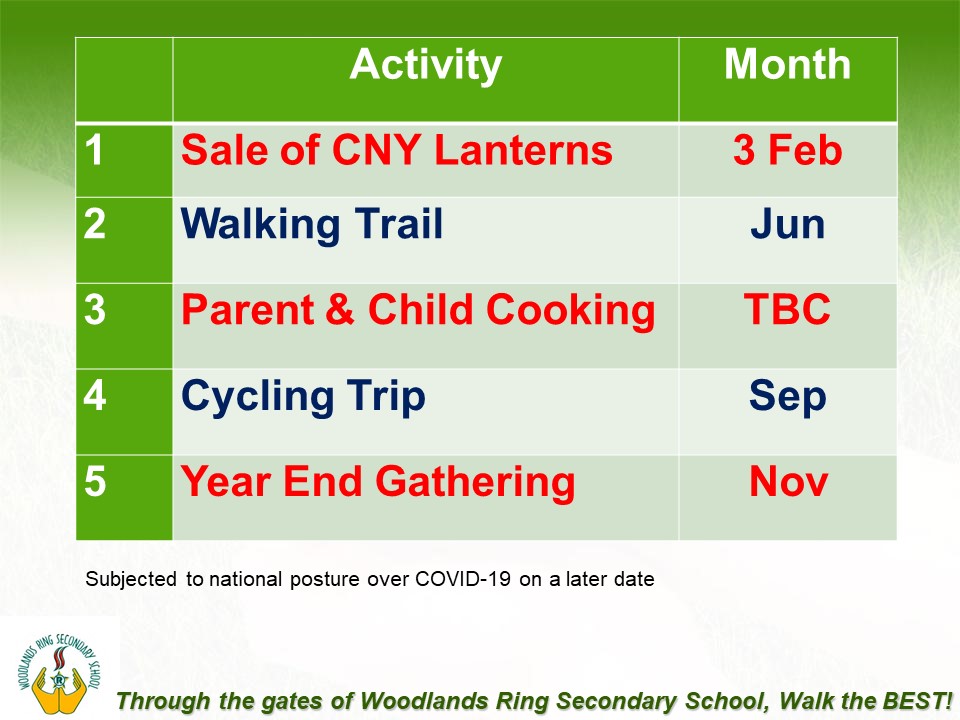 Activity Month
1 Sale of CNY Lanterns 3 Feb
2 Walking Trail Jun
3 Parent & Child Cooking TBC
4 Cycling Trip Sep
5 Year End Gathering Nov
Subjected to national posture over COVID-19 on a later date
WOODLANDS RING SECONDARY SCHOOL
R
Through the gates of Woodlands Ring Secondary School, Walk the BEST!